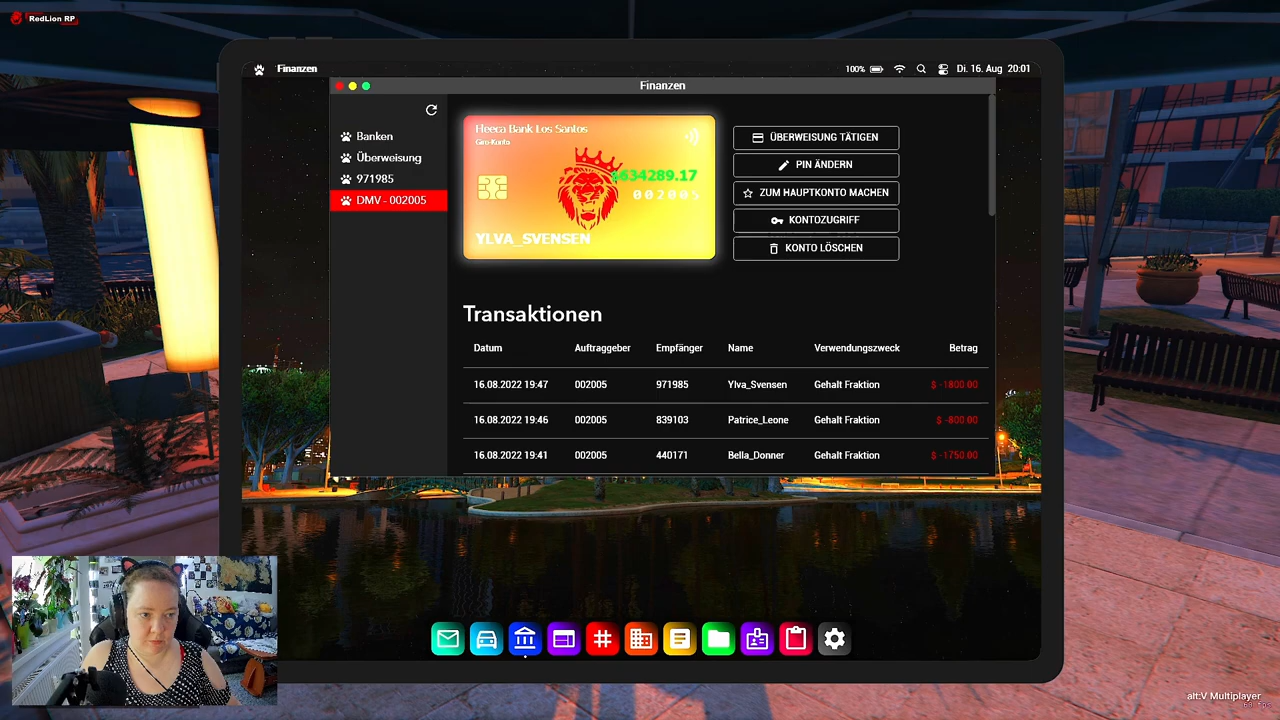 RedLion RP
Finanzen
100%
Di. 16. Aug 20:01
Finanzen
Banken
Überweisung
971985
DMV - 002005
Fleeca Bank Los Santos
Giro-Konto
$634289.17
002005
YLVA_SVENSEN
ÜBERWEISUNG TÄTIGEN
PIN ÄNDERN
ZUM HAUPTKONTO MACHEN
KONTOZUGRIFF
KONTO LÖSCHEN
Transaktionen
Datum Auftraggeber Empfänger Name Verwendungszweck Betrag
16.08.2022 19:47 002005 971985 Ylva_Svensen Gehalt Fraktion $ -1800.00
16.08.2022 19:46 002005 839103 Patrice_Leone Gehalt Fraktion $ -800.00
16.08.2022 19:41 002005 440171 Bella_Donner Gehalt Fraktion $ -1750.00
alt:V Multiplayer